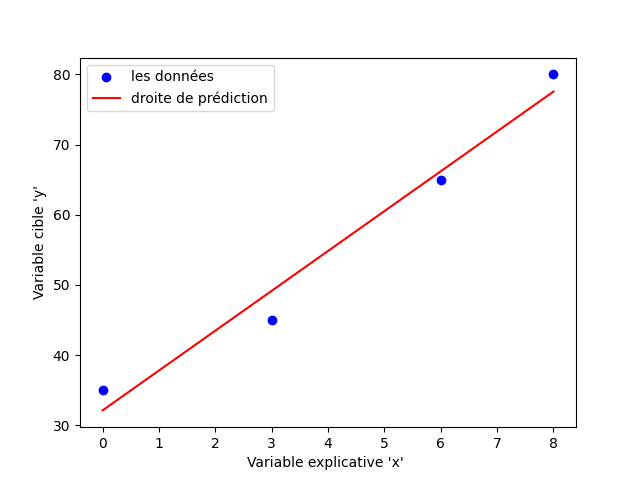 les données
droite de prédiction
80
70
60
50
40
30
Variable cible 'y'
0 1 2 3 4 5 6 7 8
Variable explicative 'x'